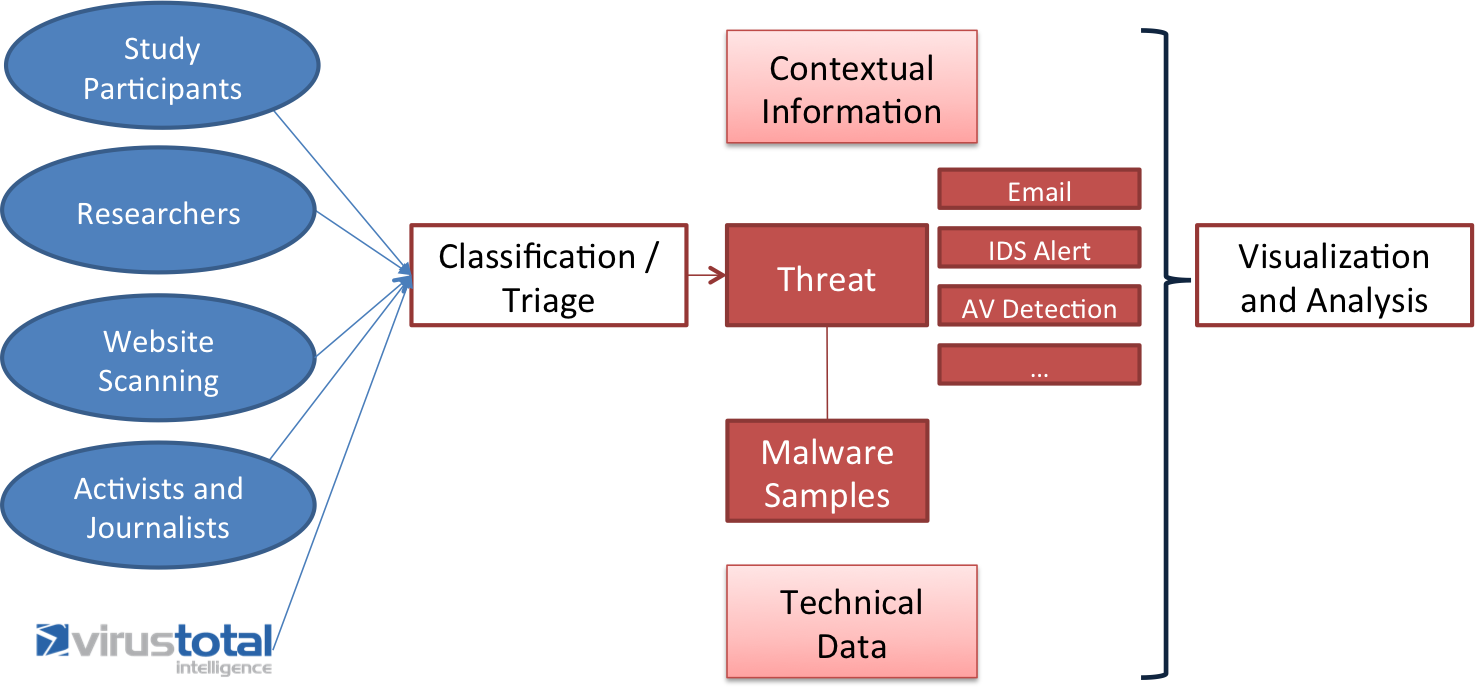 Study
Participants
Researchers
Website
Scanning
Activists and
Journalists
virustotal
intelligence
Classification /
Triage
Contextual
Information
Threat
Email
IDS Alert
AV Detection
...
Malware
Samples
Technical
Data
Visualization
and Analysis